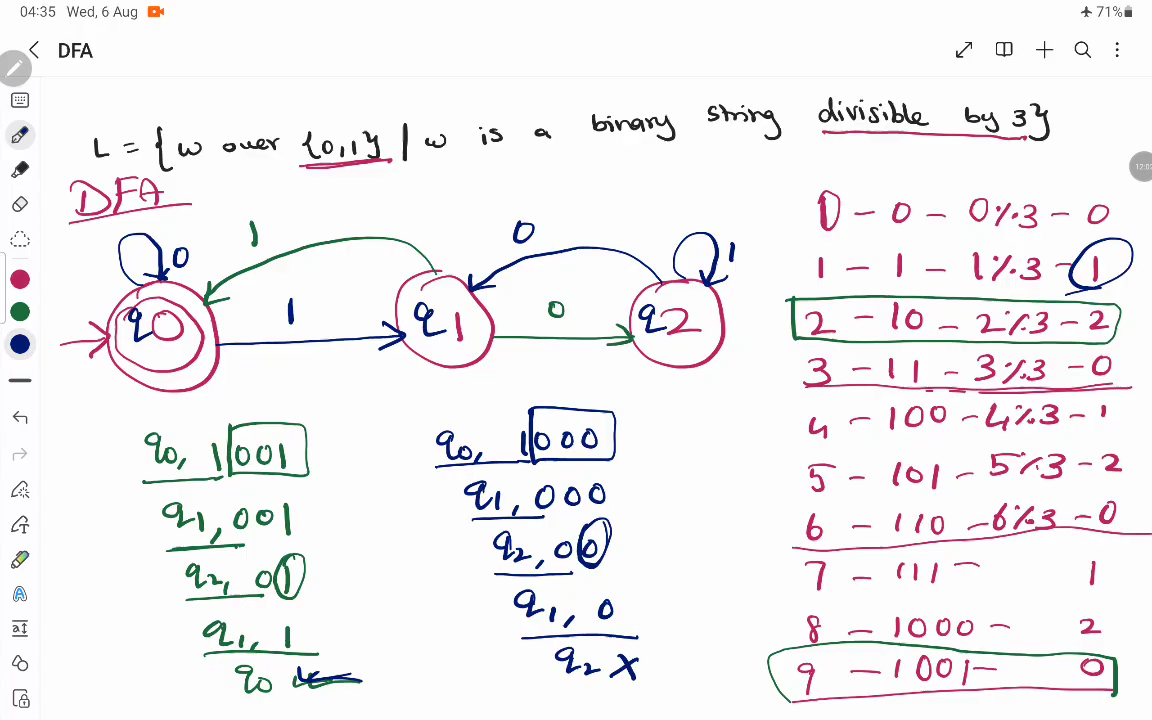 04:35 Wed, 6 Aug 71%
DFA
L = {w over {0,1} | w is a binary string divisible by 3}
DFA
12:0
0 1 0 1
q0 1 q1 0 q2
0 - 0 - 0%3 - 0
1 - 1 - 1%3 - 1
2 - 10 - 2%3 - 2
3 - 11 - 3%3 - 0
4 - 100 - 4%3 - 1
5 - 101 - 5%3 - 2
6 - 110 - 6%3 - 0
7 - 111 - 1
8 - 1000 - 2
9 - 1001 - 0
q0, 1001
q1, 001
q2, 01
q1, 1
q0
q0, 1000
q1, 000
q2, 00
q1, 0
q2 x